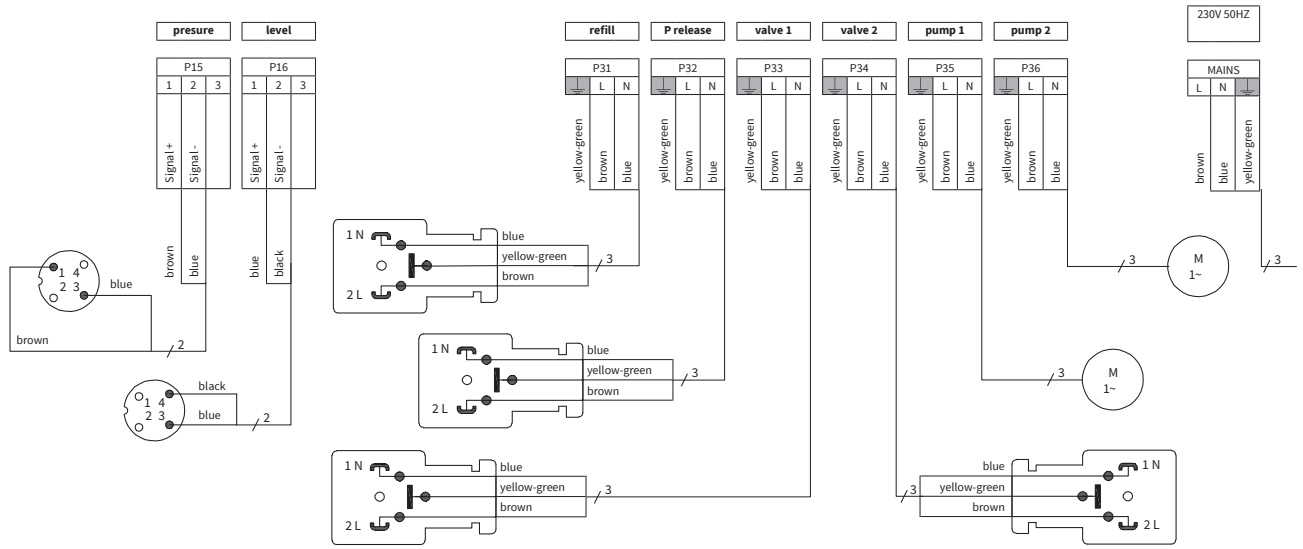 230V 50HZ
presure level refill P release valve 1 valve 2 pump 1 pump 2
P15 P16 P31 P32 P33 P34 P35 P36 MAINS
1 2 3 1 2 3 L N L N L N L N L N L N L N
Signal+ Signal- Signal+ Signal- yellow-green brown blue yellow-green brown blue yellow-green brown blue yellow-green brown blue yellow-green brown blue yellow-green brown blue brown blue yellow-green
brown blue blue black
1 N
blue
yellow-green
brown
2 L
3
M
1~
3
3
1 4
2 3
blue
brown
2
1 N
blue
yellow-green
brown
2 L
3
M
1~
3
1 4
2 3
black
blue
2
1 N
blue
yellow-green
brown
2 L
3
3
blue
yellow-green
brown
1 N
2 L